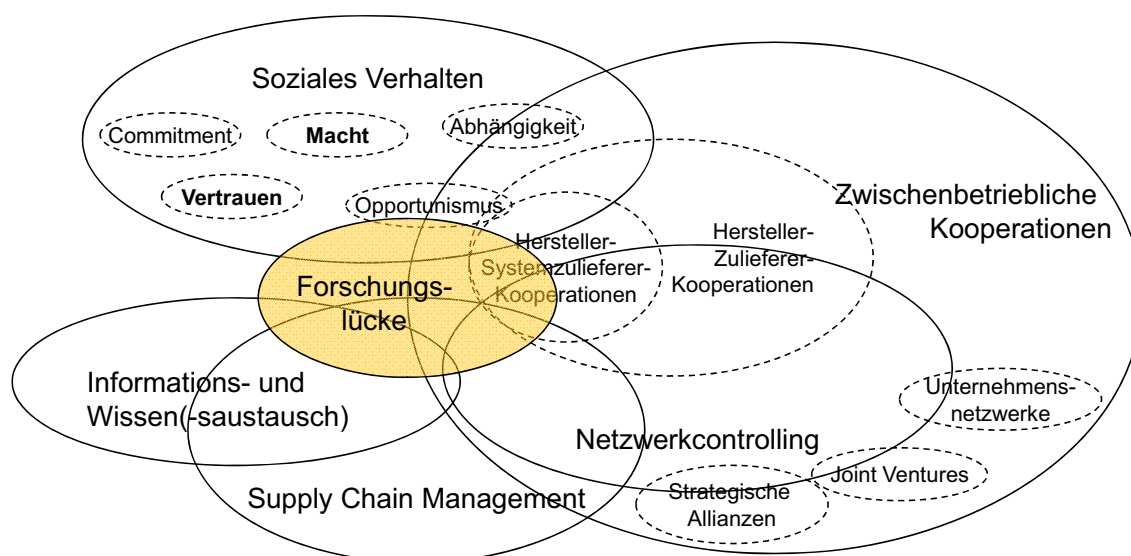 Soziales Verhalten
Commitment
Macht
Abhängigkeit
Vertrauen
Opportunismus
Zwischenbetriebliche
Kooperationen
Hersteller-
Systemzulieferer-
Kooperationen
Hersteller-
Zulieferer-
Kooperationen
Forschungs-
lücke
Informations- und
Wissen(-saustausch)
Unternehmens-
netzwerke
Netzwerkcontrolling
Joint Ventures
Strategische
Allianzen
Supply Chain Management